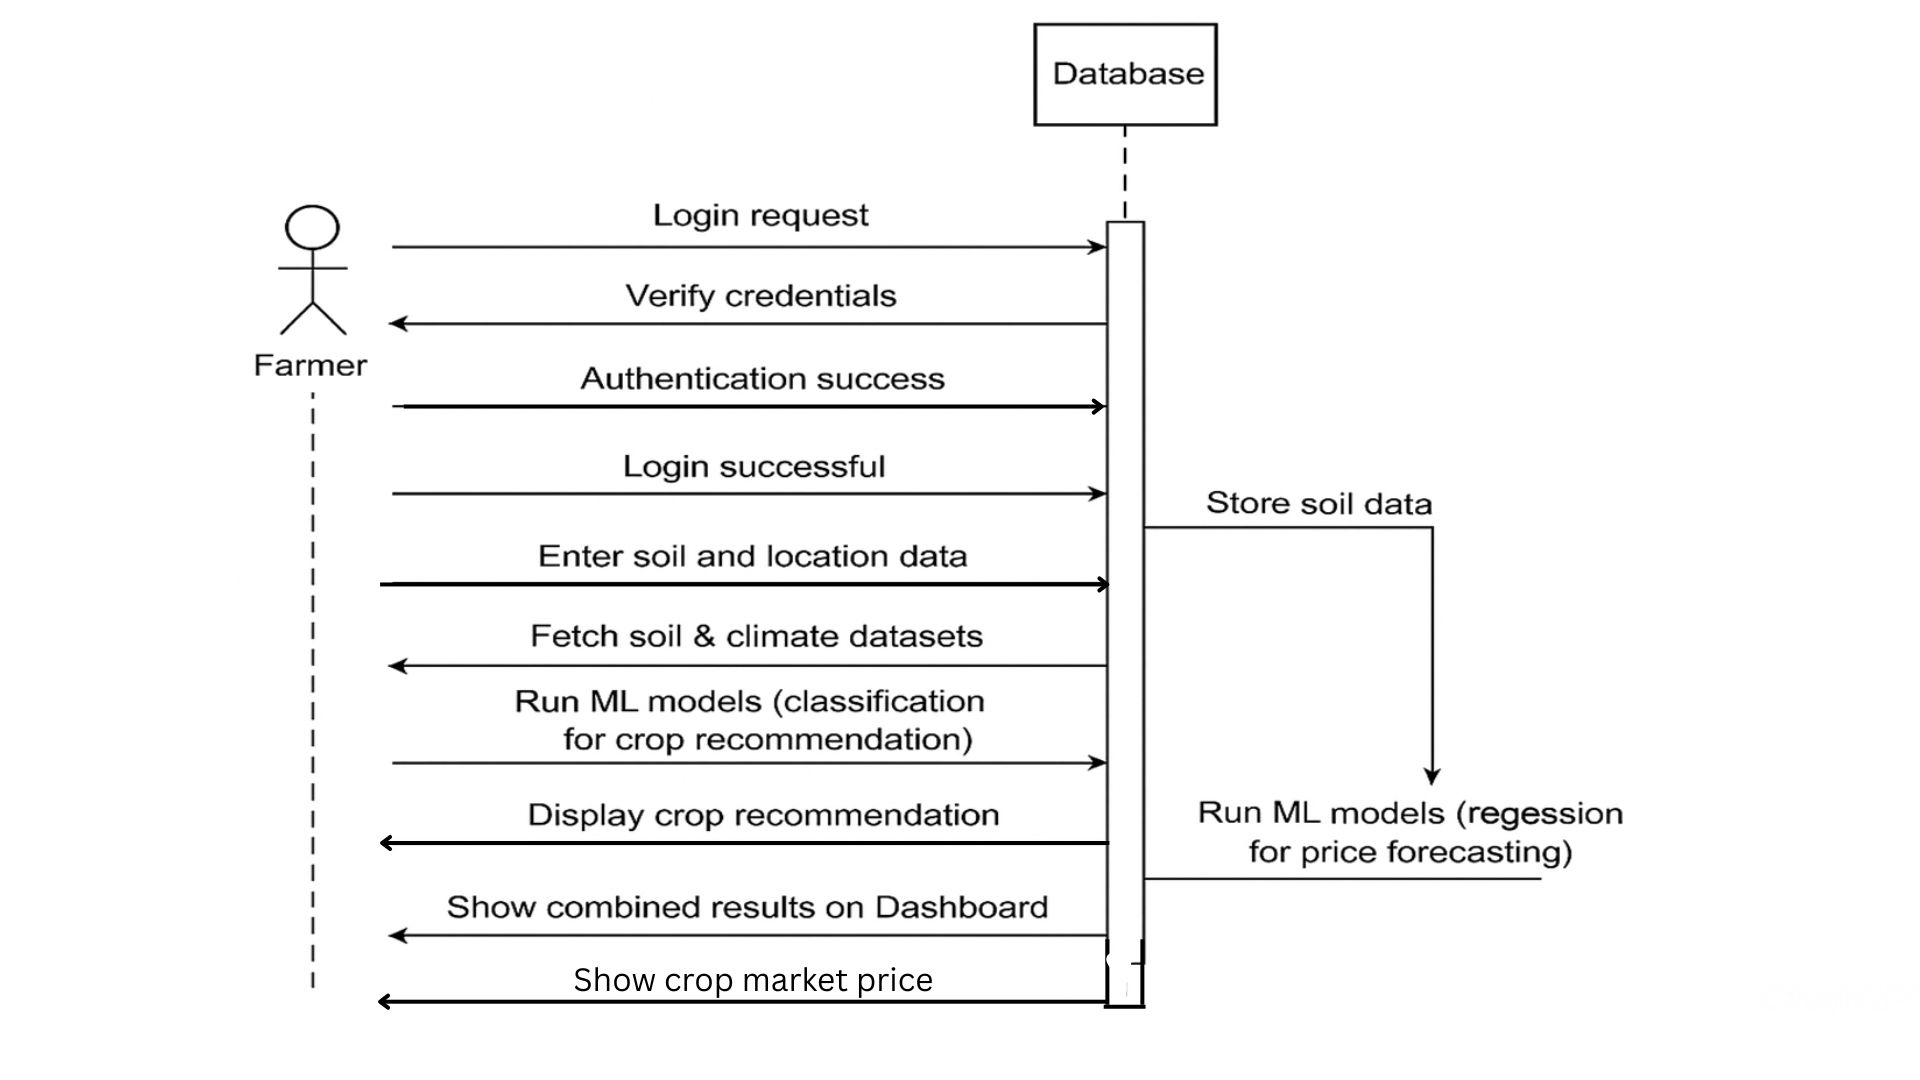 Database
Login request
Verify credentials
Farmer
Authentication success
Login successful
Store soil data
Enter soil and location data
Fetch soil & climate datasets
Run ML models (classification
for crop recommendation)
Display crop recommendation
Run ML models (regession
for price forecasting)
Show combined results on Dashboard
Show crop market price